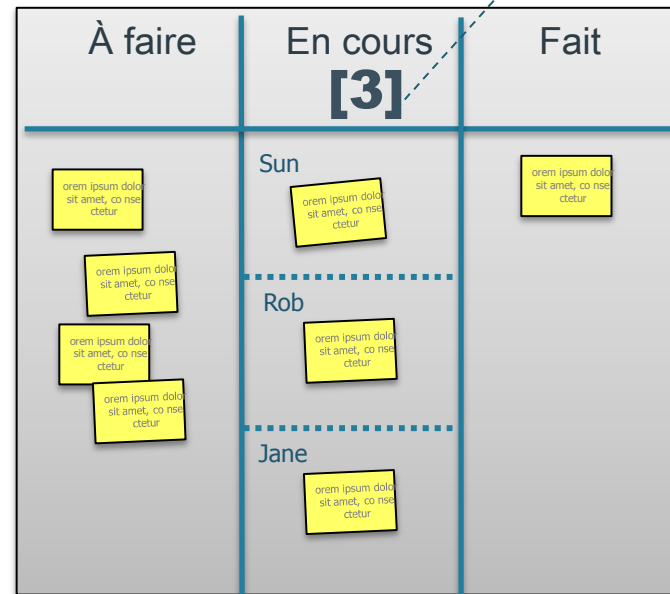 À faire
En cours
[3]
Fait
orem ipsum dolor
sit amet, co nse
ctetur
orem ipsum dolor
sit amet, co nse
ctetur
orem ipsum dolor
sit amet, co nse
ctetur
orem ipsum dolor
sit amet, co nse
ctetur
Sun
orem ipsum dolor
sit amet, co nse
ctetur
Rob
orem ipsum dolor
sit amet, co nse
ctetur
Jane
orem ipsum dolor
sit amet, co nse
ctetur
orem ipsum dolor
sit amet, co nse
ctetur